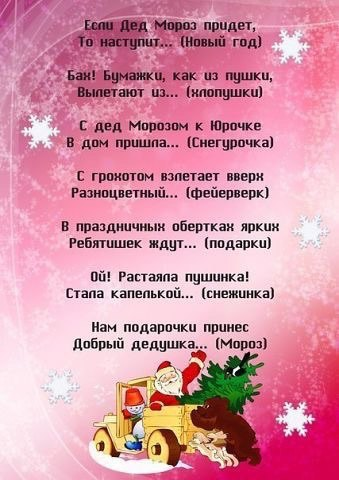 Если Дед Мороз придет,
То наступит... (Новый год)
Бах! Бумажки, как из пушки,
Вылетают из... (хлопушки)
С дед Морозом к Юрочке
В дом пришла... (Снегурочка)
С грохотом взлетает вверх
Разноцветный... (фейерверк)
В праздничных обертках ярких
Ребятишек ждут... (подарки)
Ой! Растаяла пушинка!
Стала капелькой... (снежинка)
Нам подарочки принес
Добрый дедушка... (Мороз)